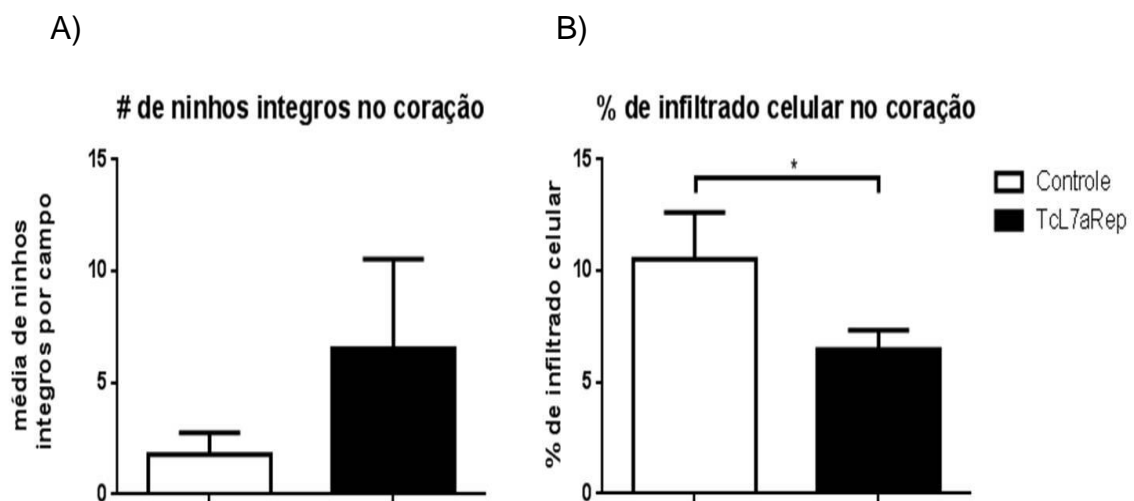 A)
B)
# de ninhos integros no coração
média de ninhos
integros por campo
15
10
5
0
% de infiltrado celular no coração
% de infiltrado celular
15
10
5
0
*
Controle
TcL7aRep